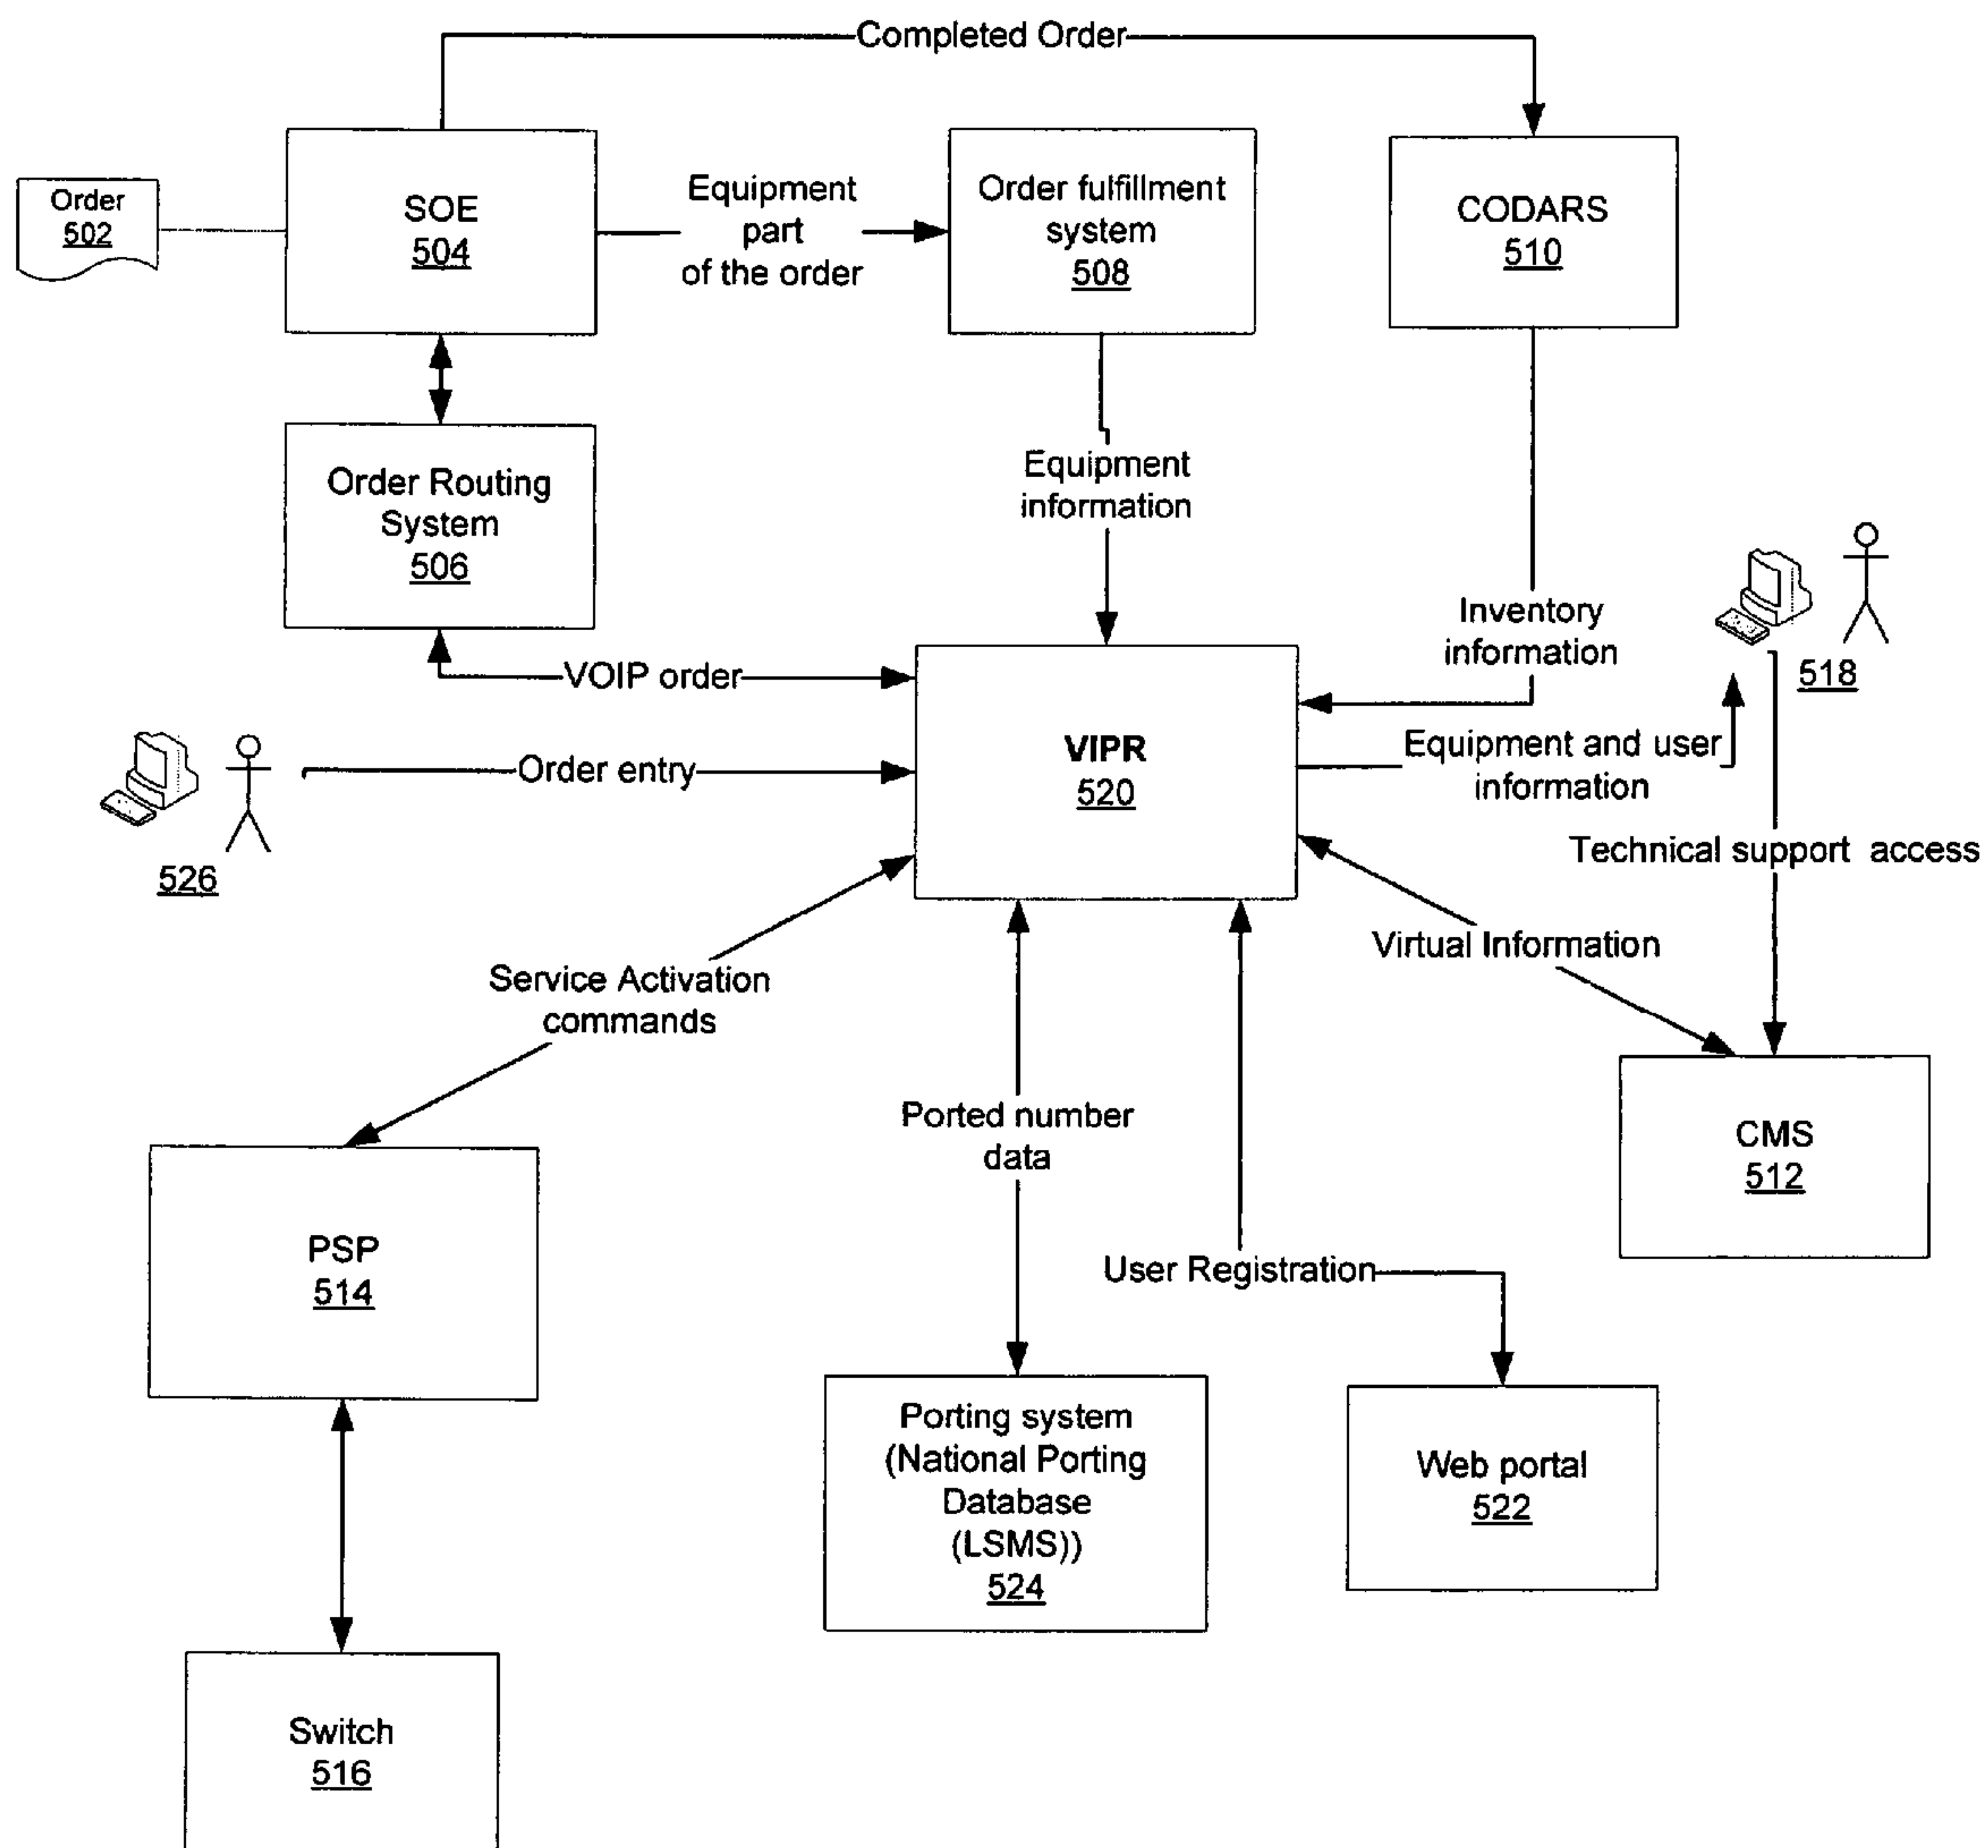 Completed Order
Order
502
SOE
504
Equipment
part
of the order
Order fulfillment
system
508
CODARS
510
Order Routing
System
506
Equipment
information
Inventory
information
518
VOIP order
VIPR
520
Equipment and user
information
Order entry
526
Technical support access
Virtual Information
Service Activation
commands
Ported number
data
CMS
512
PSP
514
User Registration
Porting system
(National Porting
Database
(LSMS))
524
Web portal
522
Switch
516